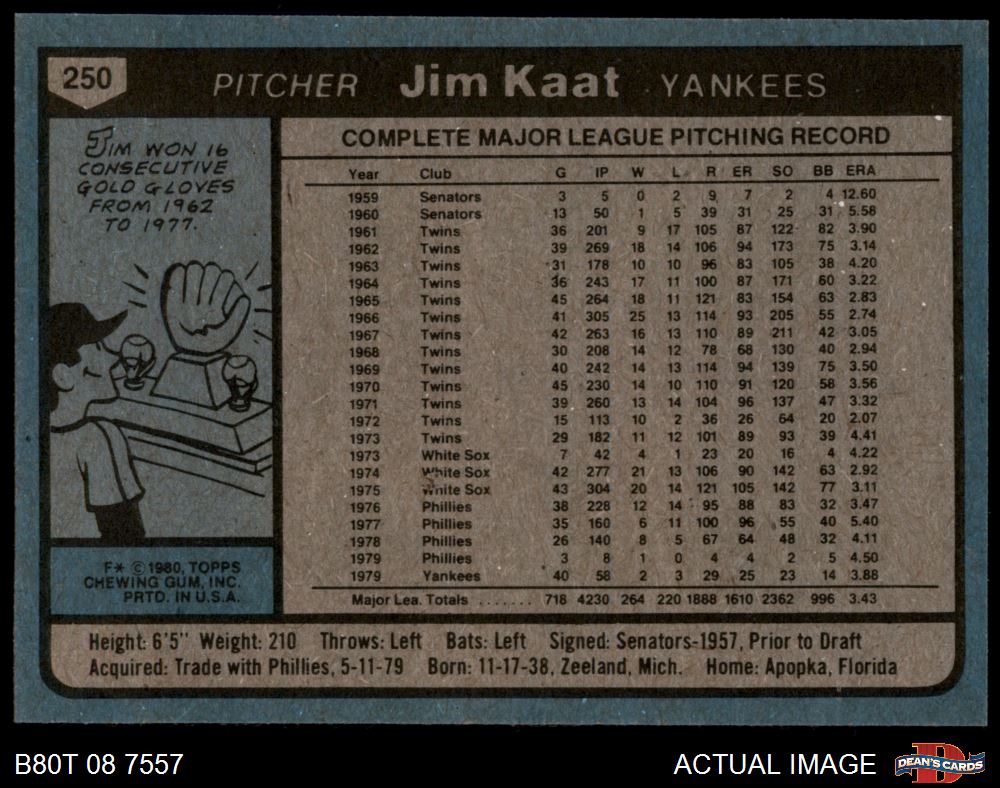 250 PITCHER Jim Kaat YANKEES
JIM WON 16
CONSECUTIVE
GOLD GLOVES
FROM 1962
TO 1977.
COMPLETE MAJOR LEAGUE PITCHING RECORD
Year Club G IP W L R ER SO BB ERA
1959 Senators 3 5 0 2 9 7 2 4 12.60
1960 Senators 13 50 1 5 39 31 25 31 5.58
1961 Twins 36 201 9 17 105 87 122 82 3.90
1962 Twins 39 269 18 14 106 94 173 75 3.14
1963 Twins 31 178 10 10 96 83 105 38 4.20
1964 Twins 36 243 17 11 100 87 171 60 3.22
1965 Twins 45 264 18 11 121 83 154 63 2.83
1966 Twins 41 305 25 13 114 93 205 55 2.74
1967 Twins 42 263 16 13 110 89 211 42 3.05
1968 Twins 30 208 14 12 78 68 130 40 2.94
1969 Twins 40 242 14 13 114 94 139 75 3.50
1970 Twins 45 230 14 10 110 91 120 58 3.56
1971 Twins 39 260 13 14 104 96 137 47 3.32
1972 Twins 15 113 10 2 36 26 64 20 2.07
1973 Twins 29 182 11 12 101 89 93 39 4.41
1973 White Sox 7 42 4 1 23 20 16 4 4.22
1974 White Sox 42 277 21 13 106 90 142 63 2.92
1975 White Sox 43 304 20 14 121 105 142 77 3.11
1976 Phillies 38 228 12 14 95 88 83 32 3.47
1977 Phillies 35 160 6 11 100 96 55 40 5.40
1978 Phillies 26 140 8 5 67 64 48 32 4.11
1979 Phillies 3 8 1 0 4 4 2 5 4.50
1979 Yankees 40 58 2 3 29 25 23 14 3.88
Major Lea. Totals ....... 718 4230 264 220 1888 1610 2362 996 3.43
F* © 1980, TOPPS
CHEWING GUM, INC.
PRTD. IN U.S.A.
Height: 6'5" Weight: 210 Throws: Left Bats: Left Signed: Senators-1957, Prior to Draft
Acquired: Trade with Phillies, 5-11-79 Born: 11-17-38, Zeeland, Mich. Home: Apopka, Florida
B80T 08 7557 ACTUAL IMAGE D DEAN'S CARDS